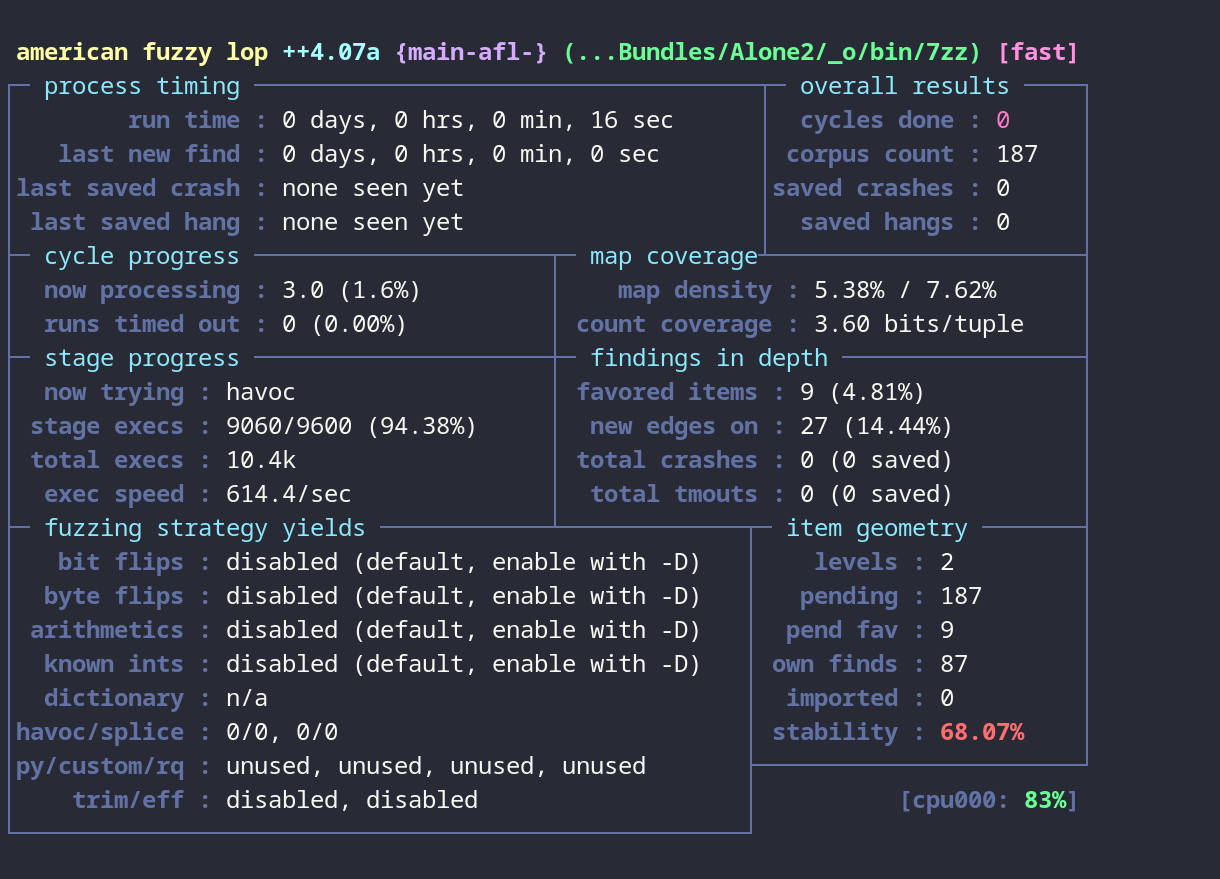 american fuzzy lop ++4.07a {main-afl-} (...Bundles/Alone2/_o/bin/7zz) [fast]
process timing overall results
run time : 0 days, 0 hrs, 0 min, 16 sec cycles done : 0
last new find : 0 days, 0 hrs, 0 min, 0 sec corpus count : 187
last saved crash : none seen yet saved crashes : 0
last saved hang : none seen yet saved hangs : 0
cycle progress map coverage
now processing : 3.0 (1.6%) map density : 5.38% / 7.62%
runs timed out : 0 (0.00%) count coverage : 3.60 bits/tuple
stage progress findings in depth
now trying : havoc favored items : 9 (4.81%)
stage execs : 9060/9600 (94.38%) new edges on : 27 (14.44%)
total execs : 10.4k total crashes : 0 (0 saved)
exec speed : 614.4/sec total tmouts : 0 (0 saved)
fuzzing strategy yields item geometry
bit flips : disabled (default, enable with -D) levels : 2
byte flips : disabled (default, enable with -D) pending : 187
arithmetics : disabled (default, enable with -D) pend fav : 9
known ints : disabled (default, enable with -D) own finds : 87
dictionary : n/a imported : 0
havoc/splice : 0/0, 0/0 stability : 68.07%
py/custom/rq : unused, unused, unused, unused
trim/eff : disabled, disabled [cpu000: 83%]